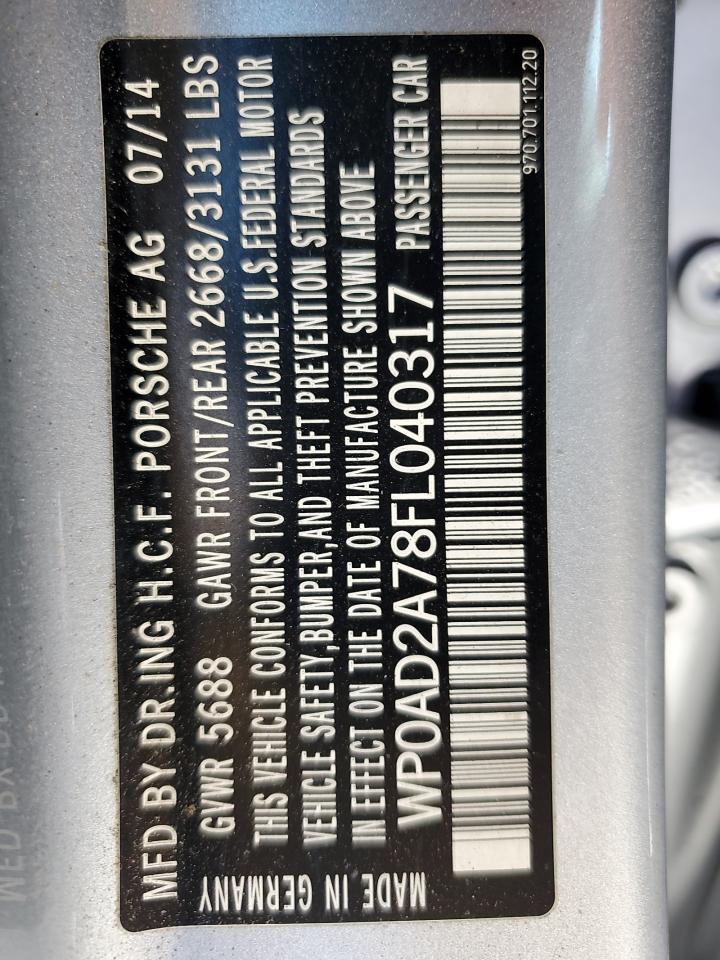 MFD BY DR.ING H.C.F. PORSCHE AG 07/14
GVWR 5688 GAWR FRONT/REAR 2668/3131 LBS
THIS VEHICLE CONFORMS TO ALL APPLICABLE U.S.FEDERAL MOTOR
VEHICLE SAFETY,BUMPER,AND THEFT PREVENTION STANDARDS
IN EFFECT ON THE DATE OF MANUFACTURE SHOWN ABOVE
WP0AD2A78FL040317 PASSENGER CAR
970.701.112.20
MADE IN GERMANY